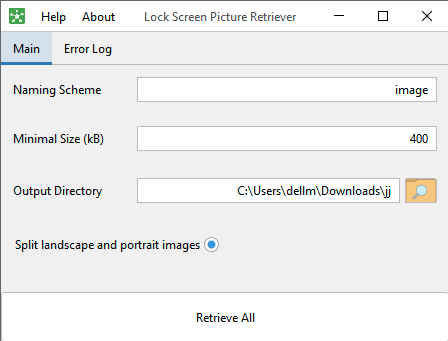 Help About Lock Screen Picture Retriever
Main Error Log
Naming Scheme image
Minimal Size (kB) 400
Output Directory C:\Users\dellm\Downloads\jj
Split landscape and portrait images
Retrieve All